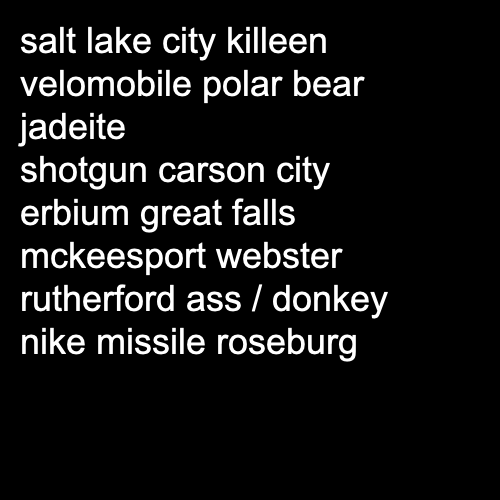 salt lake city killeen
velomobile polar bear
jadeite
shotgun carson city
erbium great falls
mckeesport webster
rutherford ass / donkey
nike missile roseburg